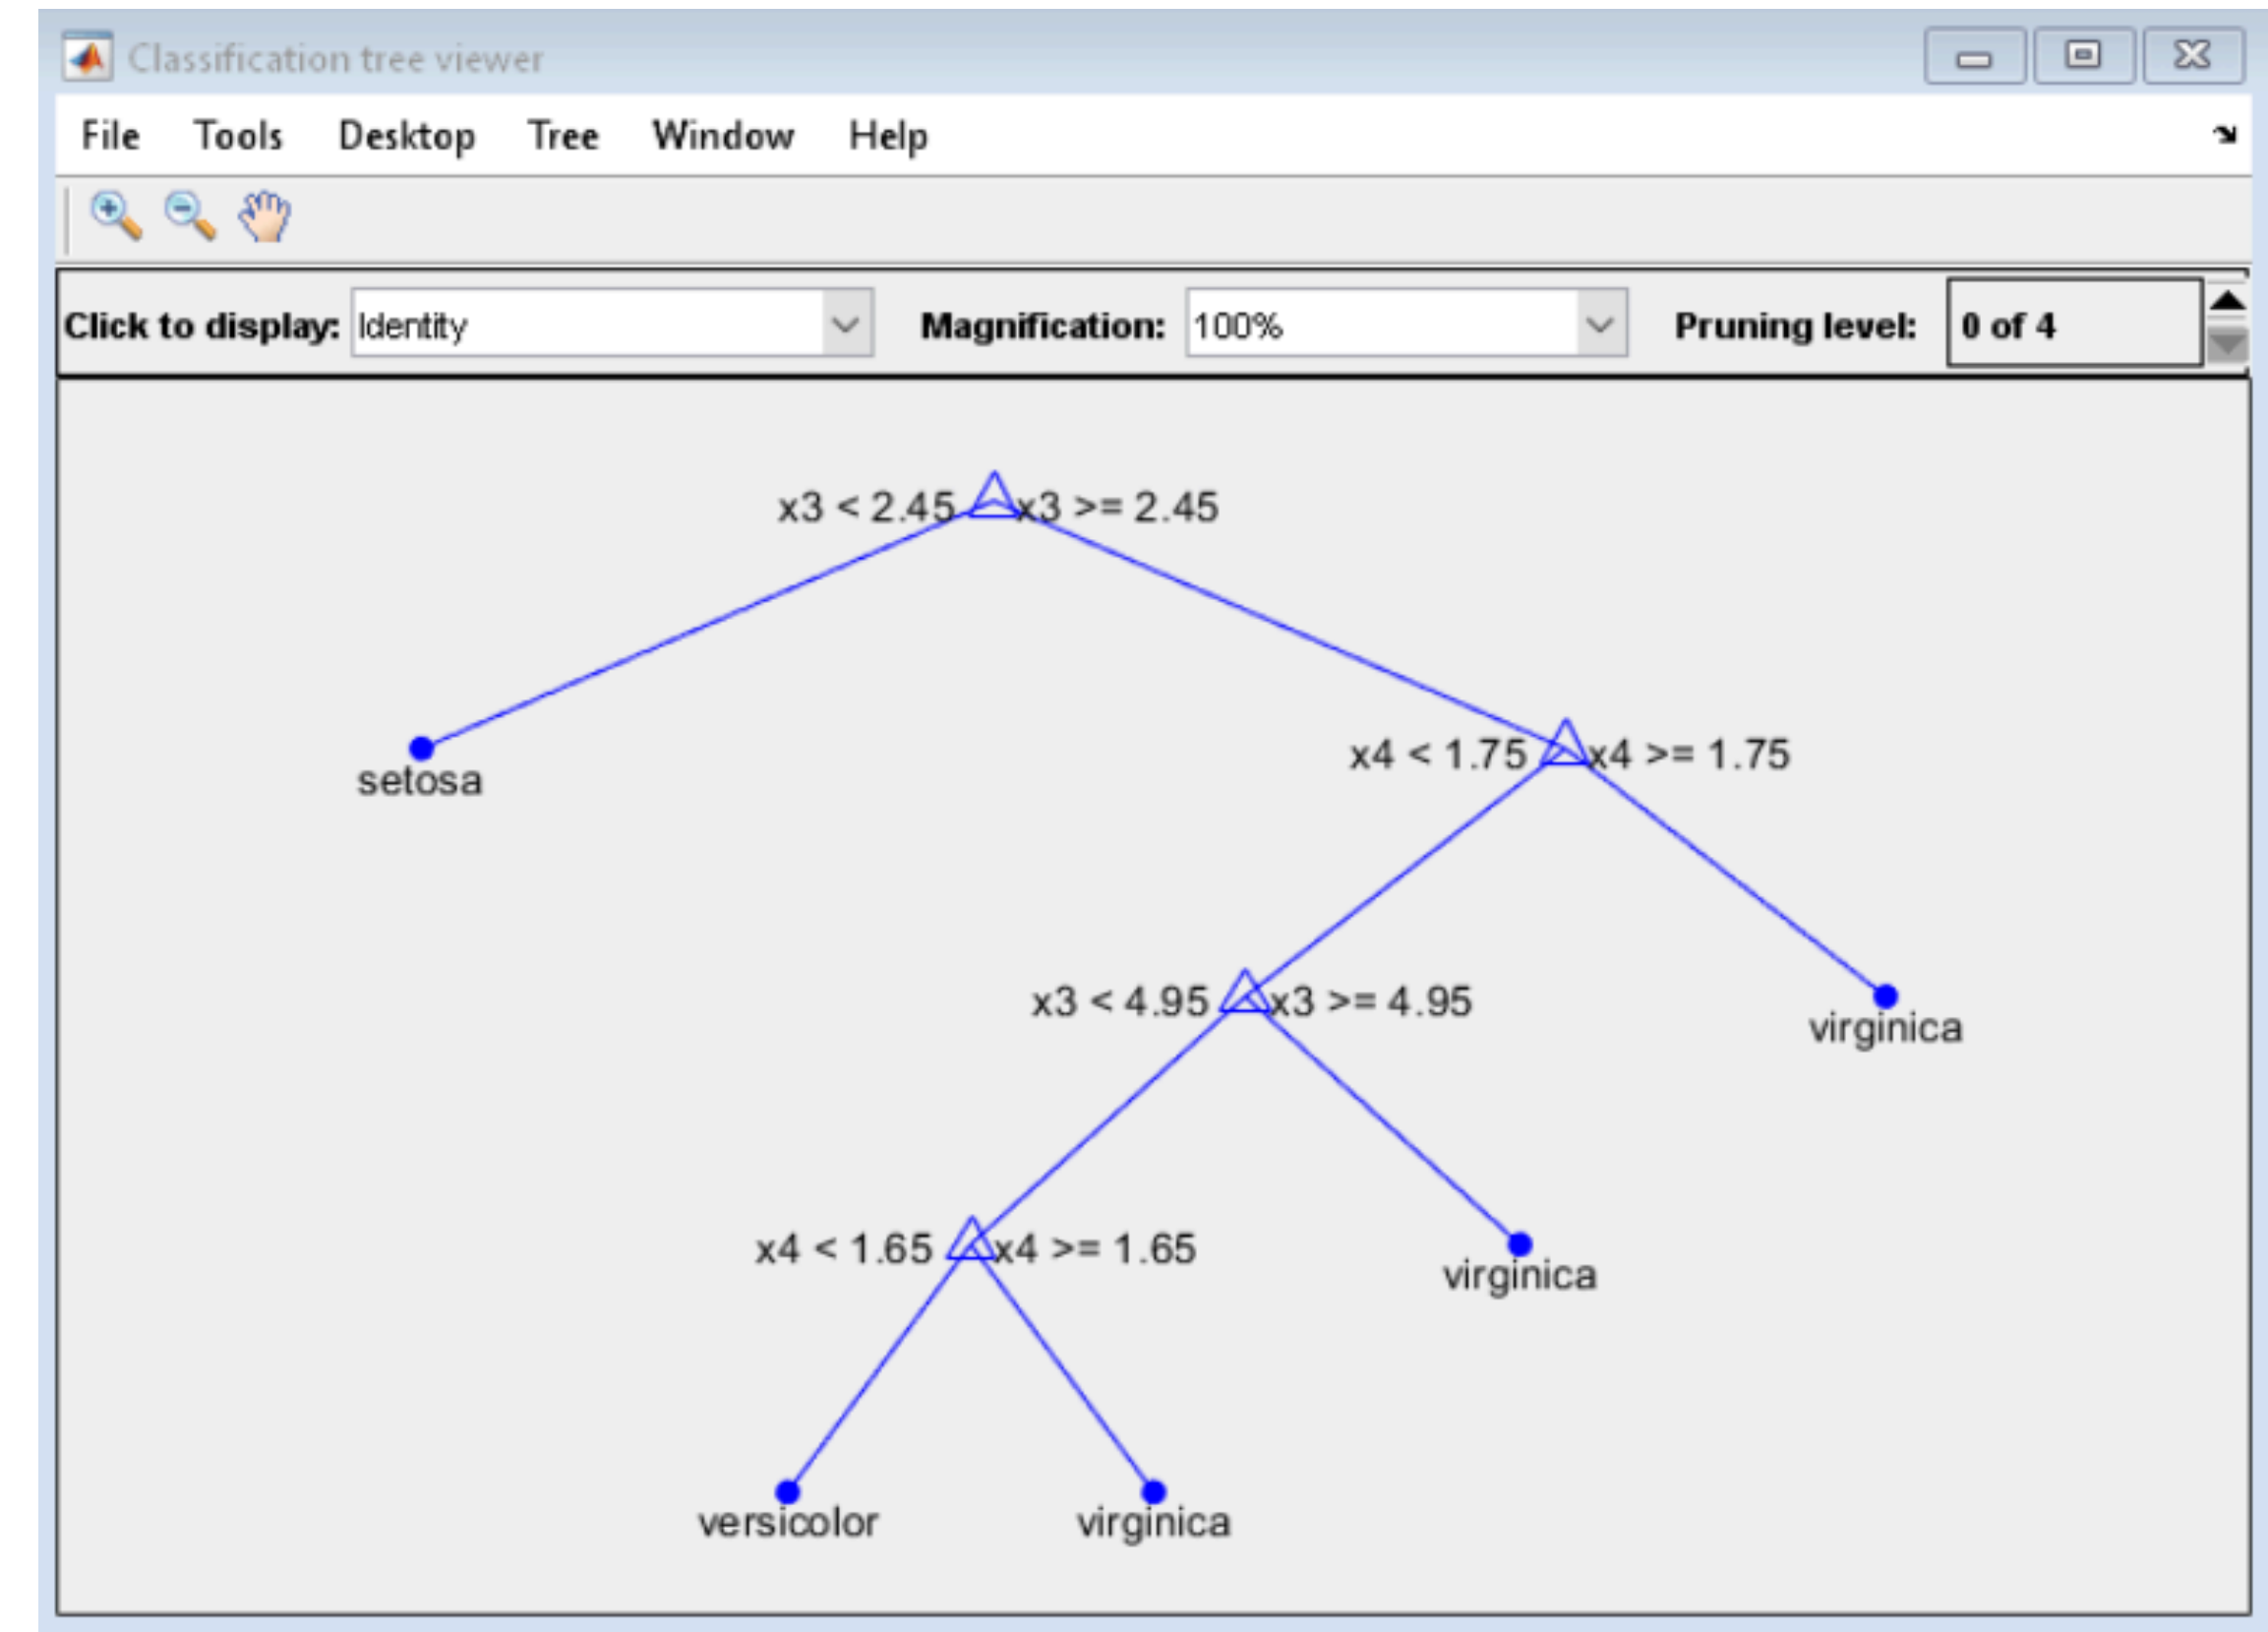 Classification tree viewer
File Tools Desktop Tree Window Help
Click to display: Identity Magnification: 100% Pruning level: 0 of 4
x3 < 2.45 x3 >= 2.45
x4 < 1.75 x4 >= 1.75
setosa
x3 < 4.95 x3 >= 4.95
virginica
x4 < 1.65 x4 >= 1.65
virginica
versicolor virginica